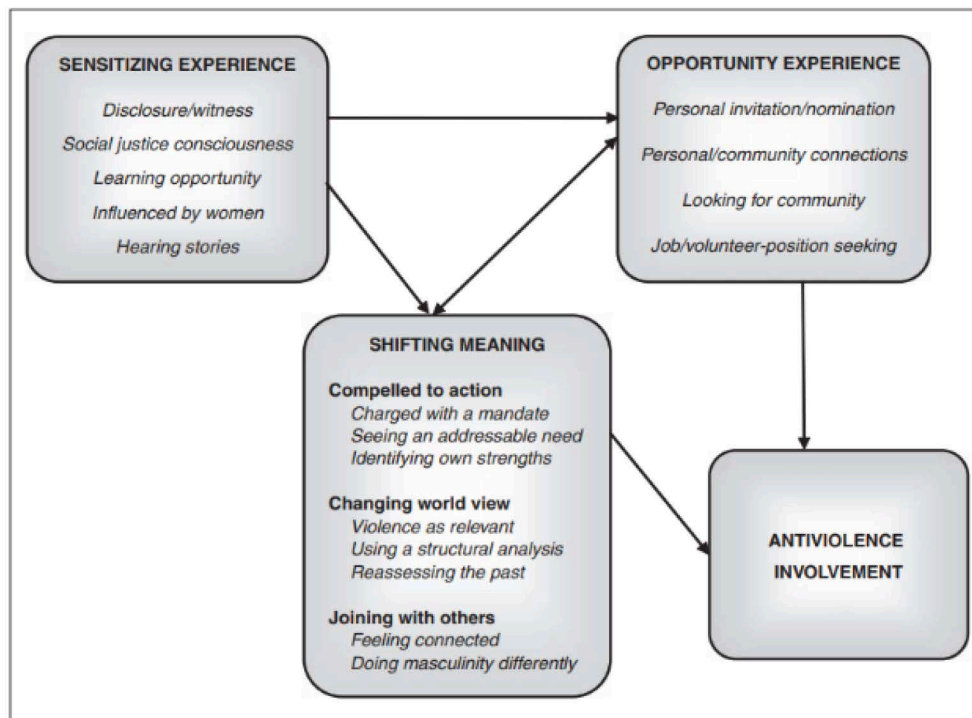 SENSITIZING EXPERIENCE
Disclosure/witness
Social justice consciousness
Learning opportunity
Influenced by women
Hearing stories
OPPORTUNITY EXPERIENCE
Personal invitation/nomination
Personal/community connections
Looking for community
Job/volunteer-position seeking
SHIFTING MEANING
Compelled to action
Charged with a mandate
Seeing an addressable need
Identifying own strengths
Changing world view
Violence as relevant
Using a structural analysis
Reassessing the past
Joining with others
Feeling connected
Doing masculinity differently
ANTIVIOLENCE
INVOLVEMENT